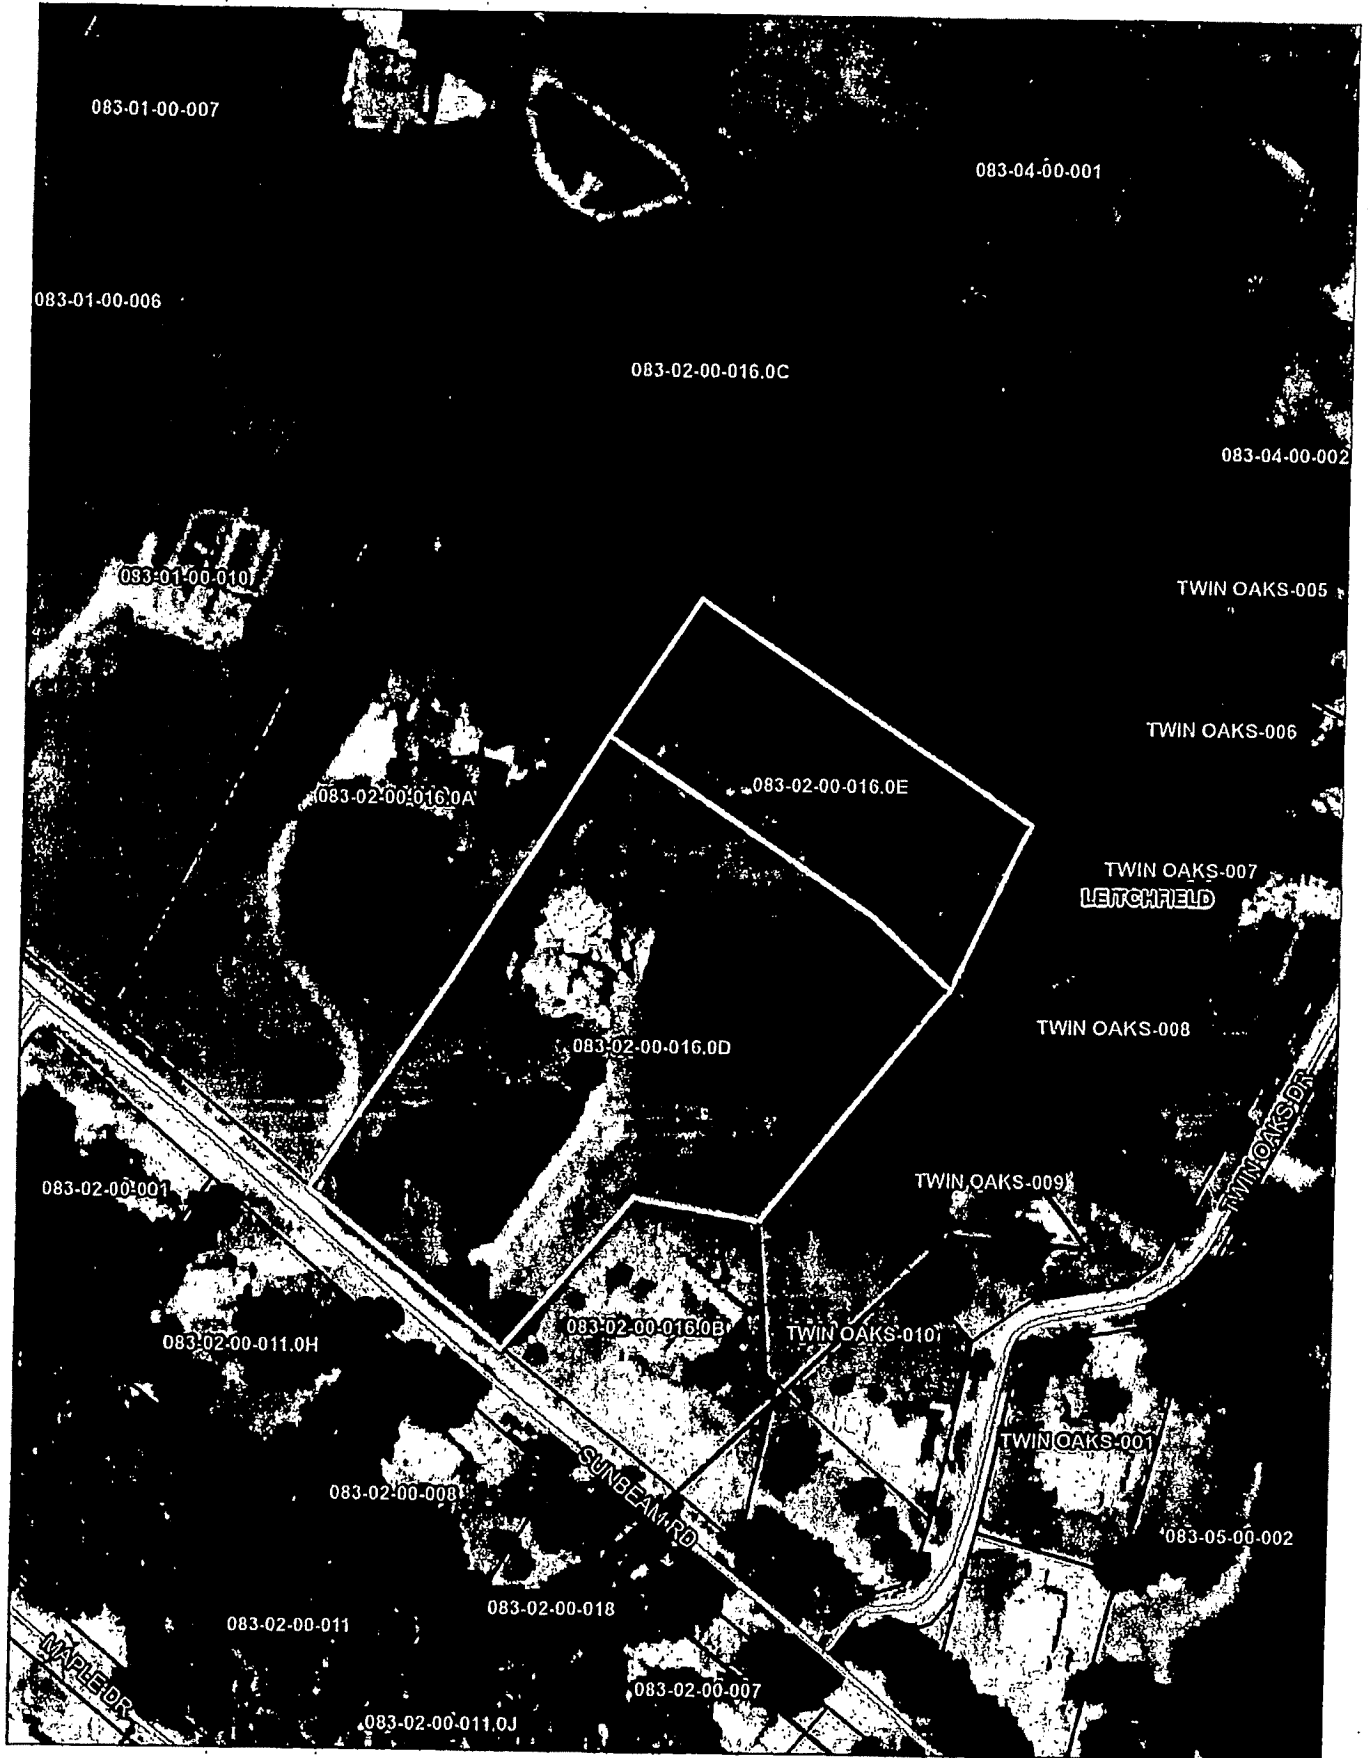 083-01-00-007
083-04-00-001
083-01-00-006
083-02-00-016.0C
083-04-00-002
093-01-00-010
TWIN OAKS-005
TWIN OAKS-006
083-02-00-016.0E
083-02-00-016.0A
TWIN OAKS-007
LEITCHFIELD
TWIN OAKS-008
083-02-00-016.0D
TWIN OAKS DR
TWIN OAKS-009
083-02-00-001
083-02-00-016.0B
TWIN OAKS-010
083-02-00-011.0H
TWIN OAKS-001
SUNBEAM RD
083-02-00-008
083-05-00-002
083-02-00-018
083-02-00-011
MAPLE DR
083-02-00-007
083-02-00-011.0J